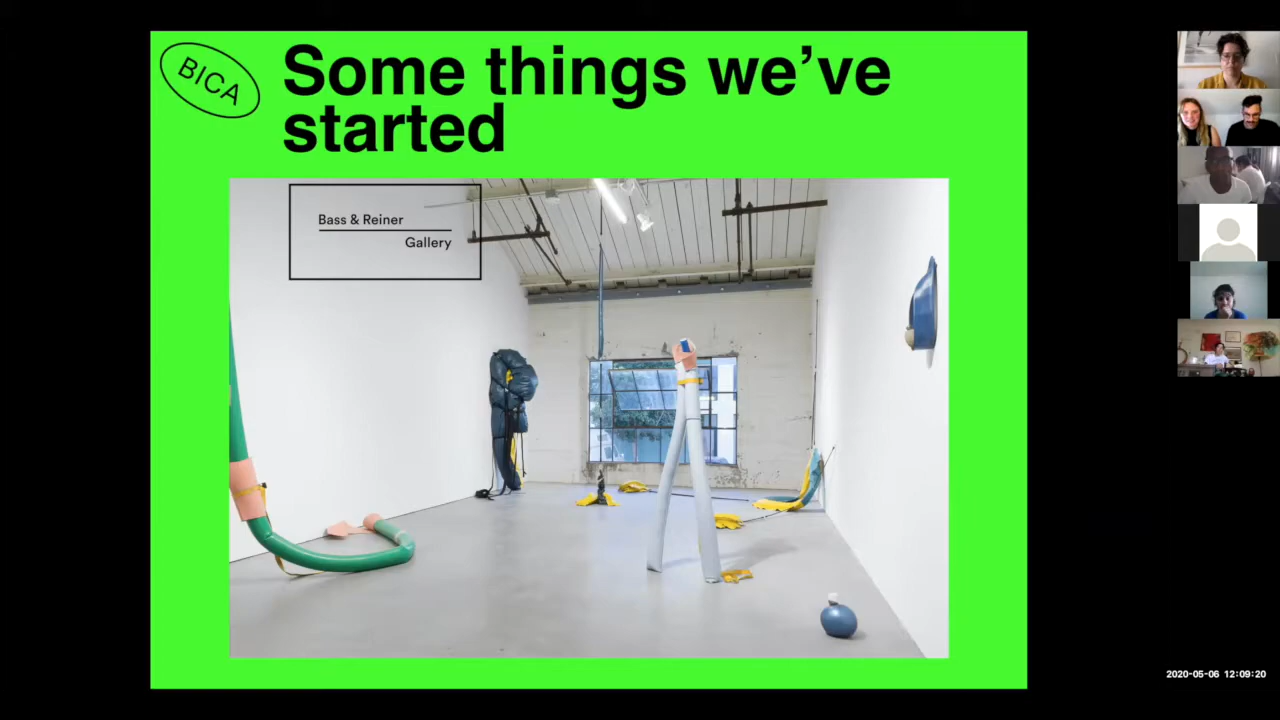 BICA
Some things we've
started
Bass & Reiner
Gallery
2020-05-06 12:09:20